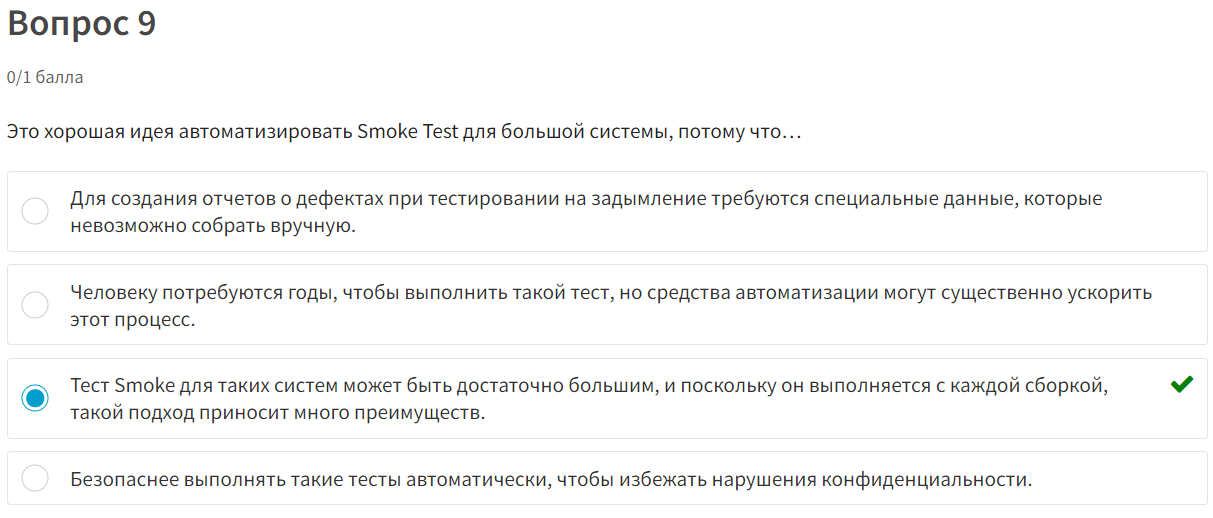 Вопрос 9
0/1 балла
Это хорошая идея автоматизировать Smoke Test для большой системы, потому что…
Для создания отчетов о дефектах при тестировании на задымление требуются специальные данные, которые
невозможно собрать вручную.
Человеку потребуются годы, чтобы выполнить такой тест, но средства автоматизации могут существенно ускорить
этот процесс.
Тест Smoke для таких систем может быть достаточно большим, и поскольку он выполняется с каждой сборкой,
такой подход приносит много преимуществ.
Безопаснее выполнять такие тесты автоматически, чтобы избежать нарушения конфиденциальности.